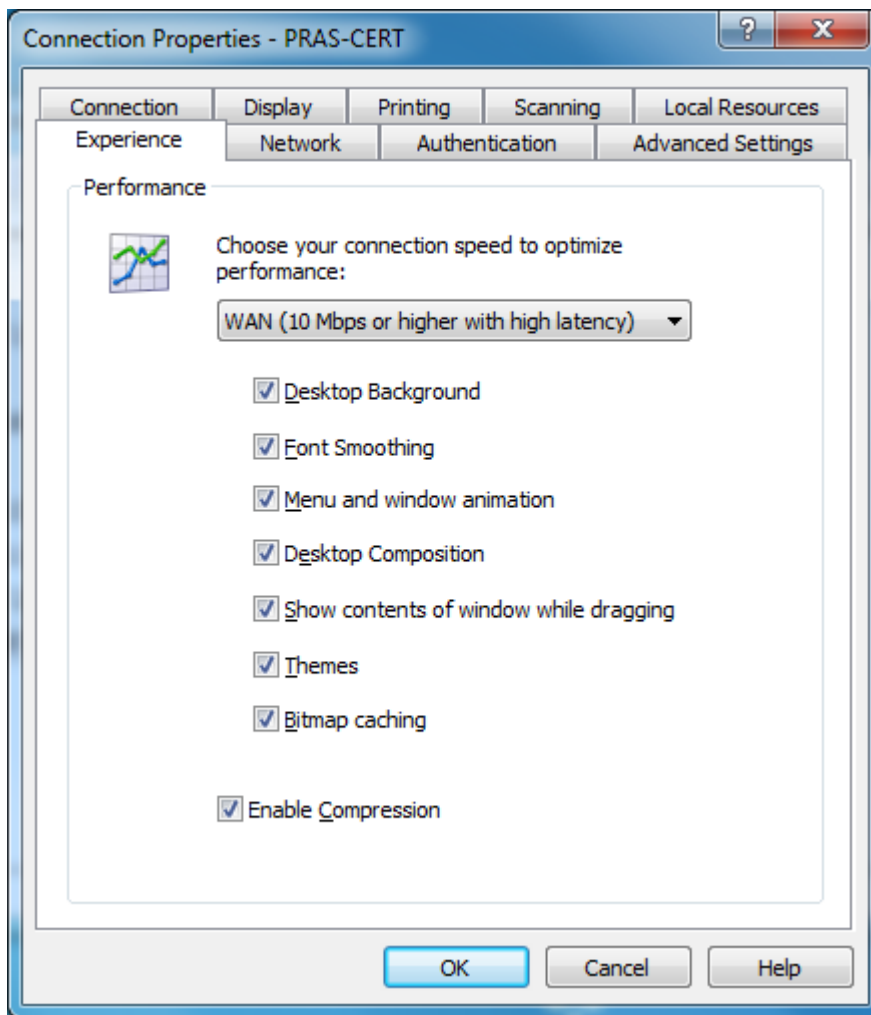 Connection Properties - PRAS-CERT
?
Connection Display Printing Scanning Local Resources
Experience Network Authentication Advanced Settings
Performance
Choose your connection speed to optimize
performance:
WAN (10 Mbps or higher with high latency)
Desktop Background
Font Smoothing
Menu and window animation
Desktop Composition
Show contents of window while dragging
Themes
Bitmap caching
Enable Compression
OK Cancel Help